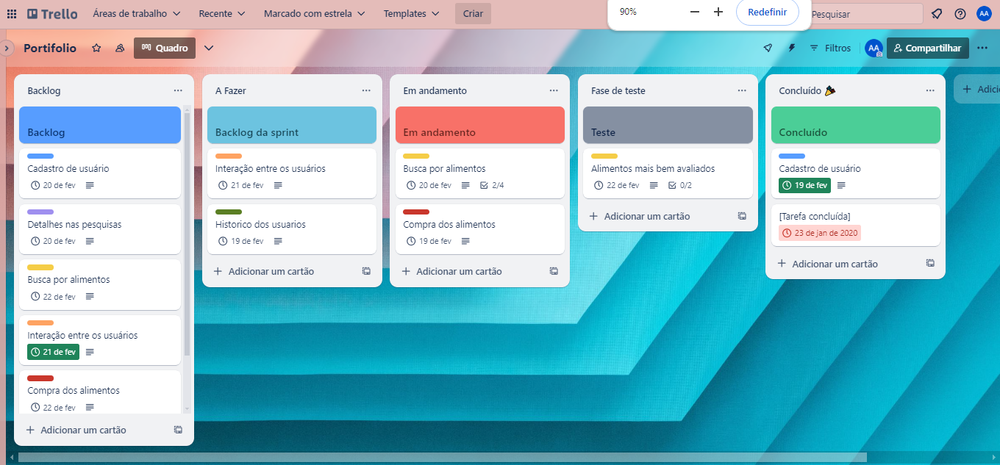 Trello
Áreas de trabalho
Recente
Marcado com estrela
Templates
Criar
90%
Redefinir
Pesquisar
AA
Portifolio
Quadro
Filtros
AA
Compartilhar
Backlog
Backlog
Cadastro de usuário
20 de fev
Detalhes nas pesquisas
20 de fev
Busca por alimentos
22 de fev
Interação entre os usuários
21 de fev
Compra dos alimentos
22 de fev
Adicionar um cartão
A Fazer
Backlog da sprint
Interação entre os usuários
21 de fev
Historico dos usuarios
19 de fev
Adicionar um cartão
Em andamento
Em andamento
Busca por alimentos
20 de fev 2/4
Compra dos alimentos
19 de fev
Adicionar um cartão
Fase de teste
Teste
Alimentos mais bem avaliados
22 de fev 0/2
Adicionar um cartão
Concluído 🎉
Concluído
Cadastro de usuário
19 de fev
[Tarefa concluída]
23 de jan de 2020
Adicionar um cartão
Adici